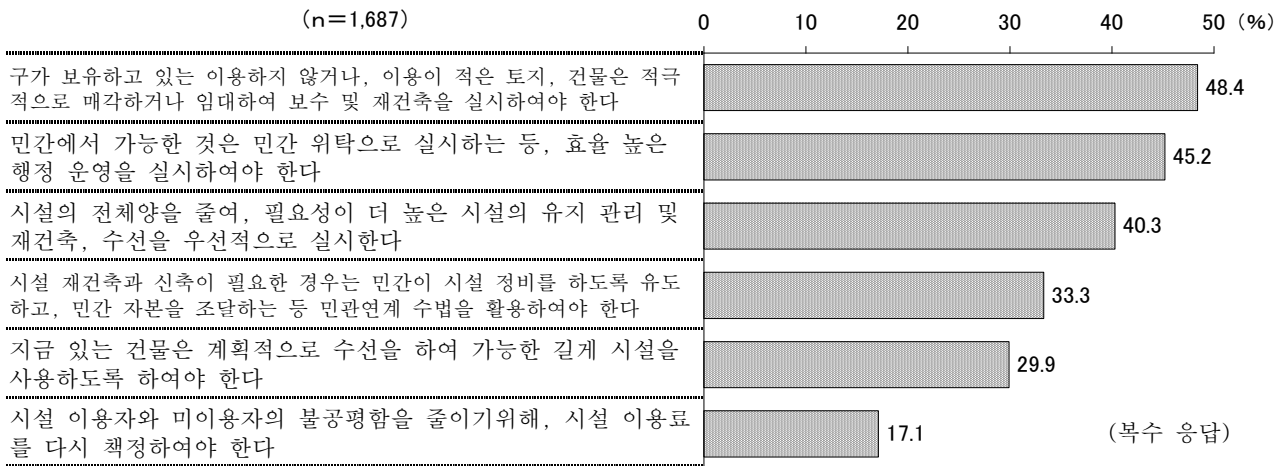 (n=1,687)
0 10 20 30 40 50 (%)
구가 보유하고 있는 이용하지 않거나, 이용이 적은 토지, 건물은 적극
적으로 매각하거나 임대하여 보수 및 재건축을 실시하여야 한다
48.4
민간에서 가능한 것은 민간 위탁으로 실시하는 등, 효율 높은
행정 운영을 실시하여야 한다
45.2
시설의 전체양을 줄여, 필요성이 더 높은 시설의 유지 관리 및
재건축, 수선을 우선적으로 실시한다
40.3
시설 재건축과 신축이 필요한 경우는 민간이 시설 정비를 하도록 유도
하고, 민간 자본을 조달하는 등 민관연계 수법을 활용하여야 한다
33.3
지금 있는 건물은 계획적으로 수선을 하여 가능한 길게 시설을
사용하도록 하여야 한다
29.9
시설 이용자와 미이용자의 불공평함을 줄이기위해, 시설 이용료
를 다시 책정하여야 한다
17.1
(복수 응답)